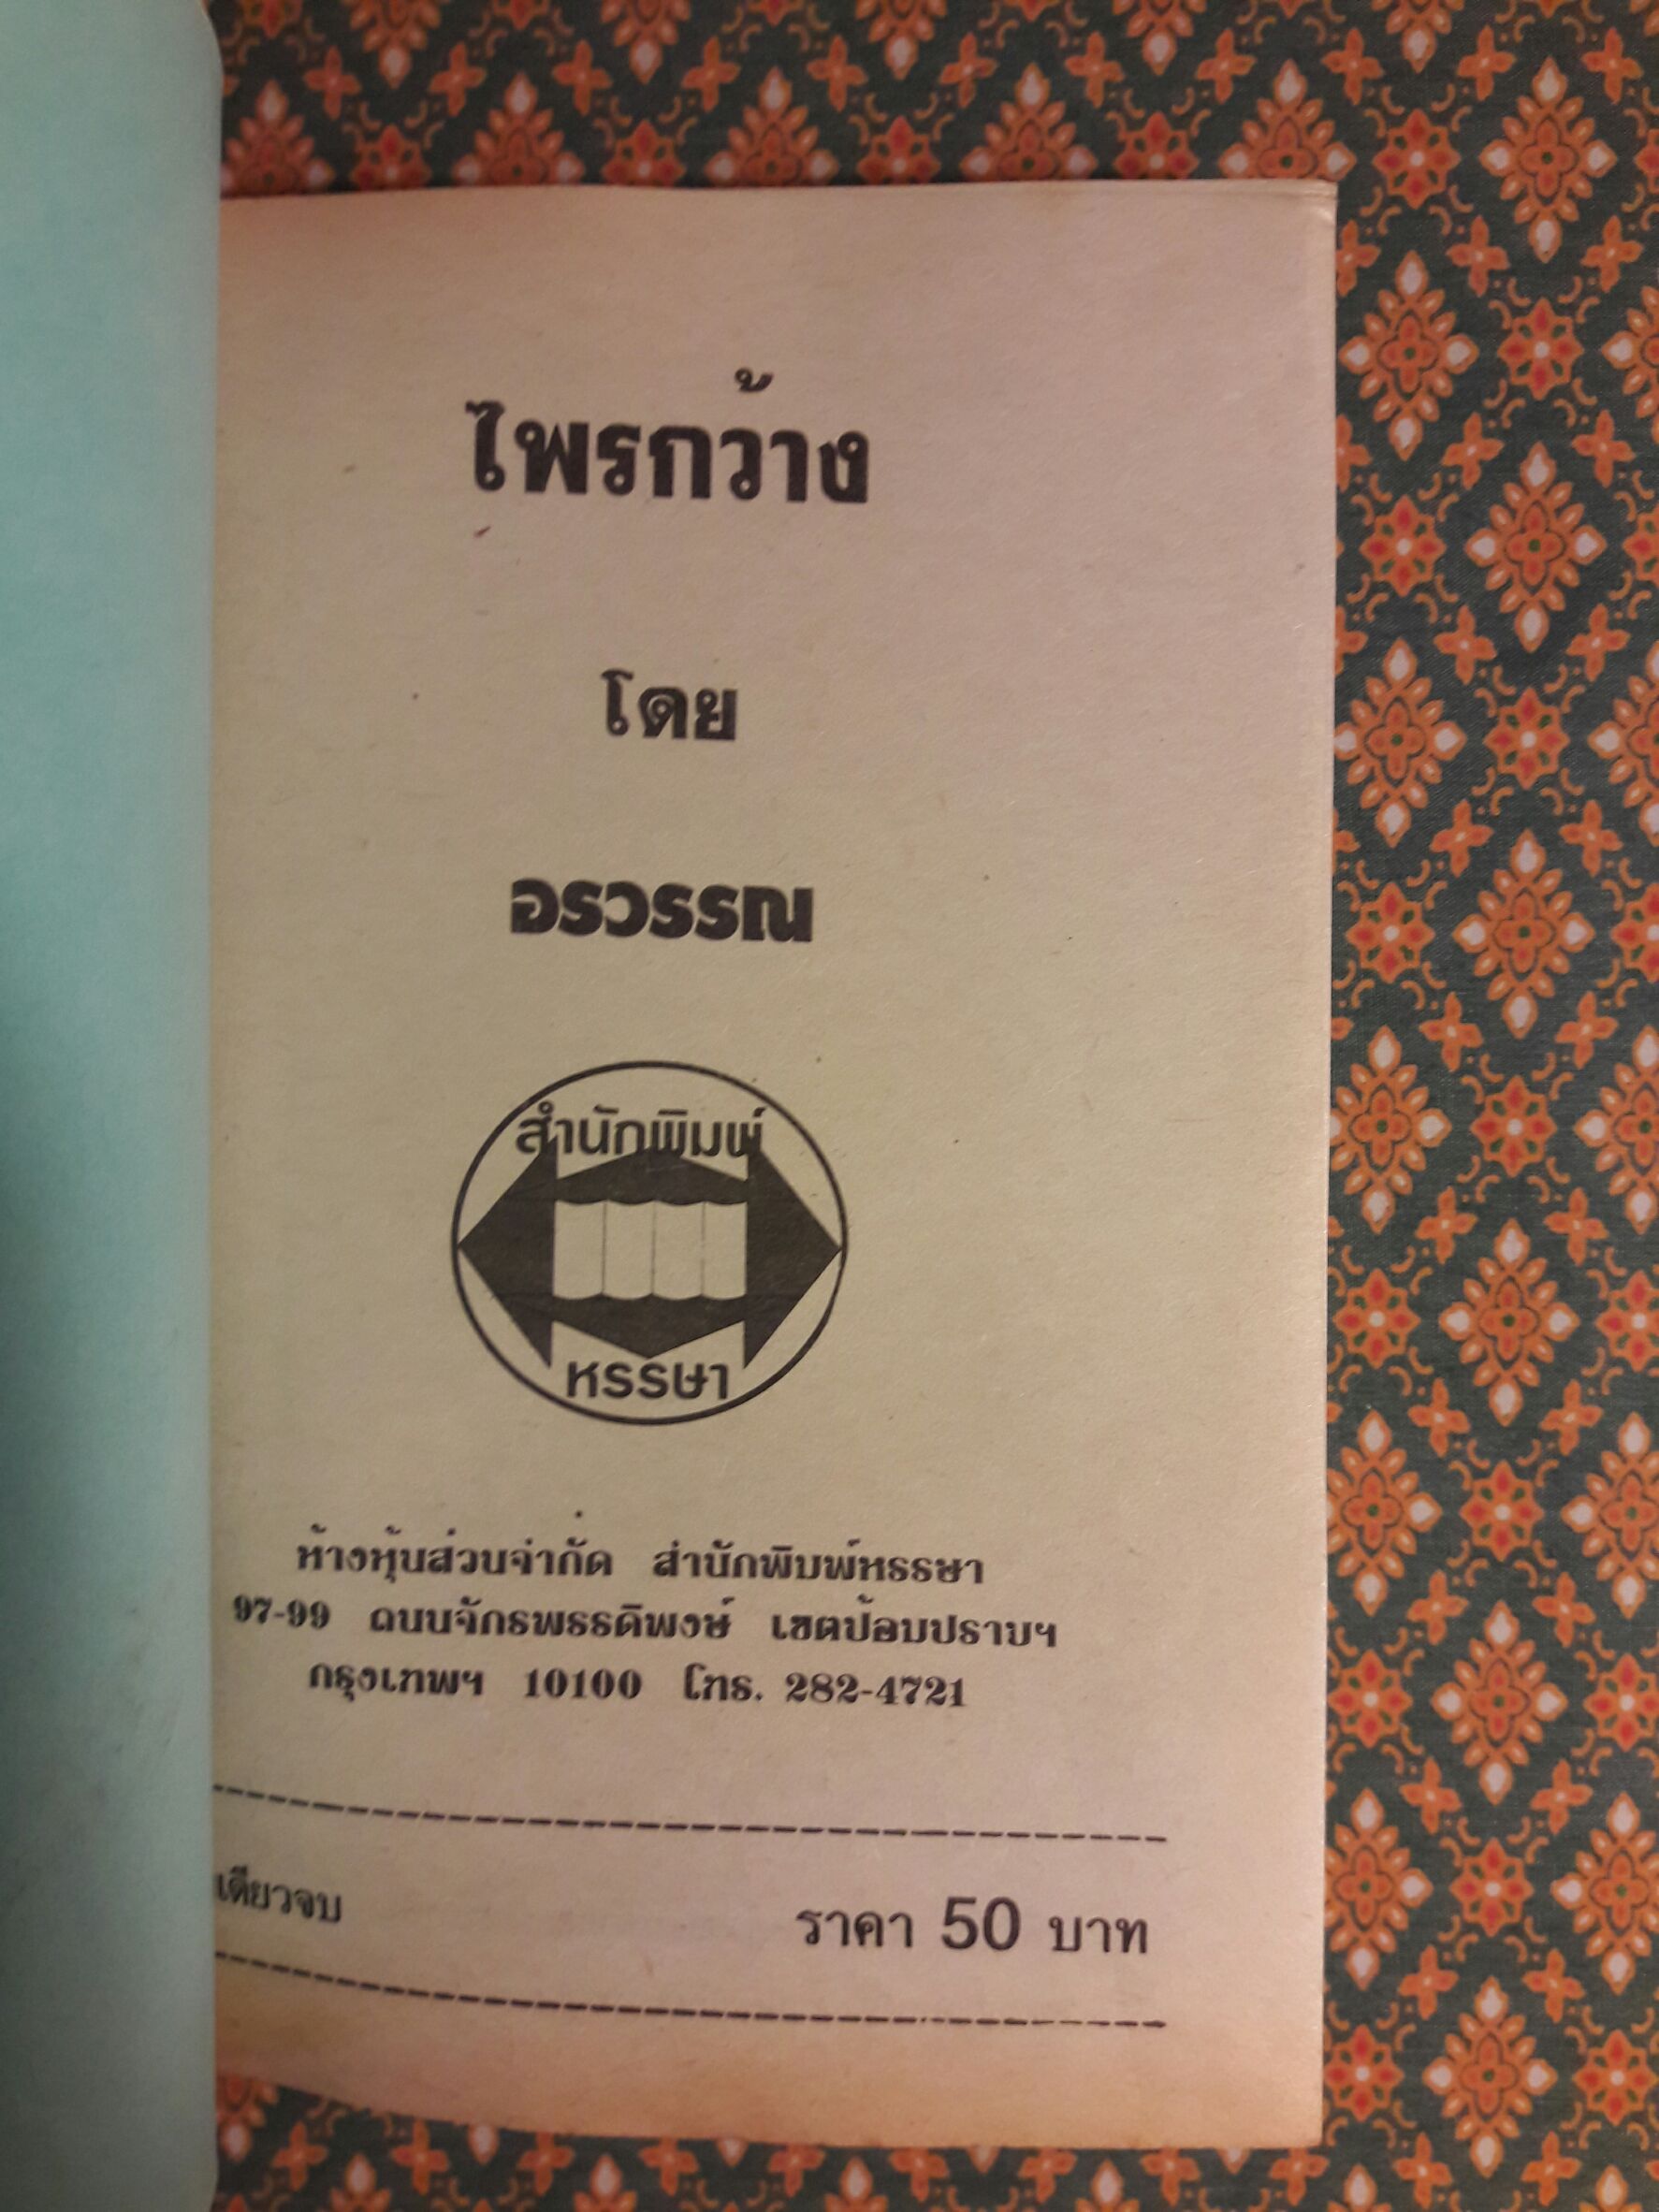 ไพรกว้าง
โดย
อรวรรณ
สำนักพิมพ์
หรรษา
ห้างหุ้นส่วนจำกัด สำนักพิมพ์หรรษา
97-99 ถนนจักรพรรดิพงษ์ เขตป้อมปราบฯ
กรุงเทพฯ 10100 โทร. 282-4721
เดียวจบ ราคา 50 บาท